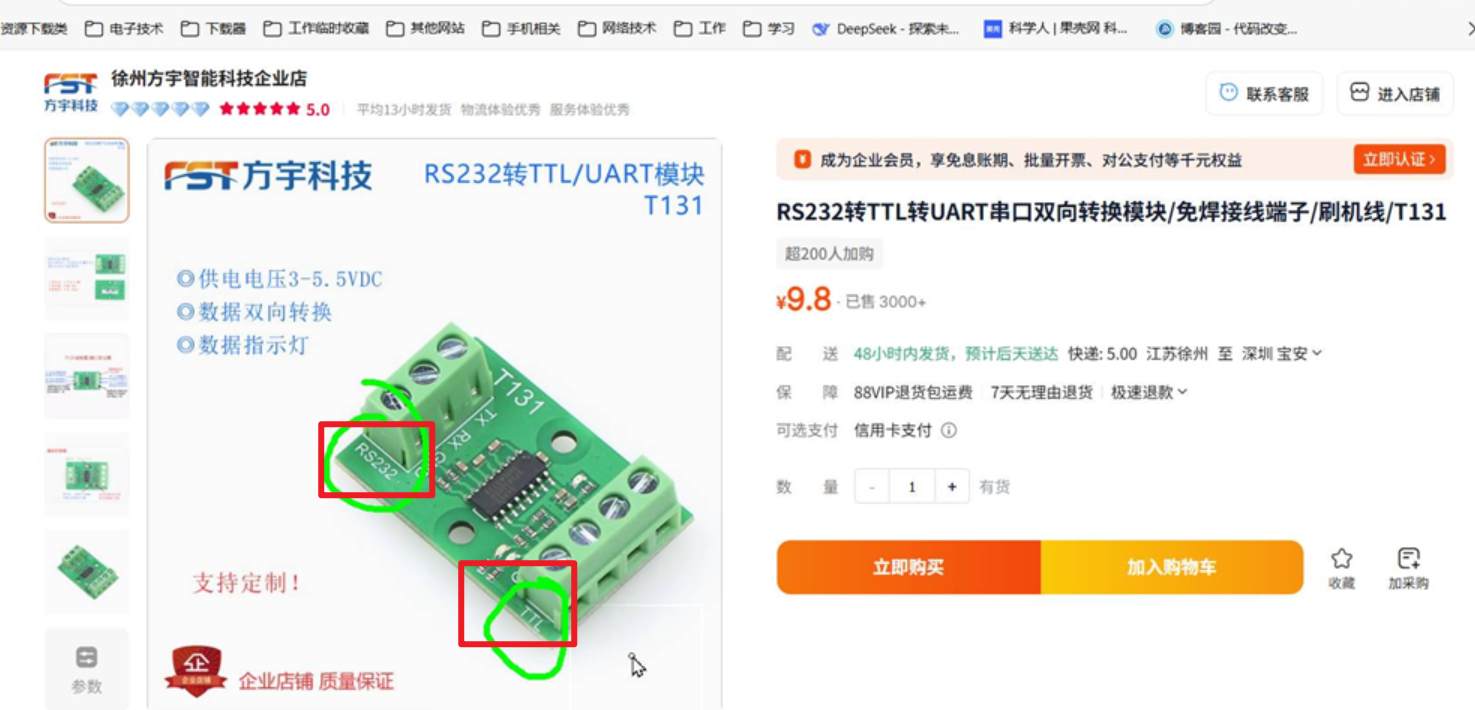 资源下载类 电子技术 下载器 工作临时收藏 其他网站 手机相关 网络技术 工作 学习 DeepSeek - 探索未... 科学人 | 果壳网 科... 博客园 - 代码改变...
FST
方宇科技
徐州方宇智能科技企业店
5.0 平均13小时发货 物流体验优秀 服务体验优秀
联系客服
进入店铺
参数
FST方宇科技
RS232转TTL/UART模块
T131
◎供电电压3-5.5VDC
◎数据双向转换
◎数据指示灯
T131
TX
RX
RS232
TTL
支持定制!
企
企业店铺
企业店铺 质量保证
成为企业会员，享免息账期、批量开票、对公支付等千元权益
立即认证 >
RS232转TTL转UART串口双向转换模块/免焊接线端子/刷机线/T131
超200人加购
¥9.8 · 已售 3000+
配 送 48小时内发货，预计后天送达 快递: 5.00 江苏徐州 至 深圳 宝安
保 障 88VIP退货包运费 7天无理由退货 极速退款
可选支付 信用卡支付
数 量 - 1 + 有货
立即购买
加入购物车
收藏
加采购